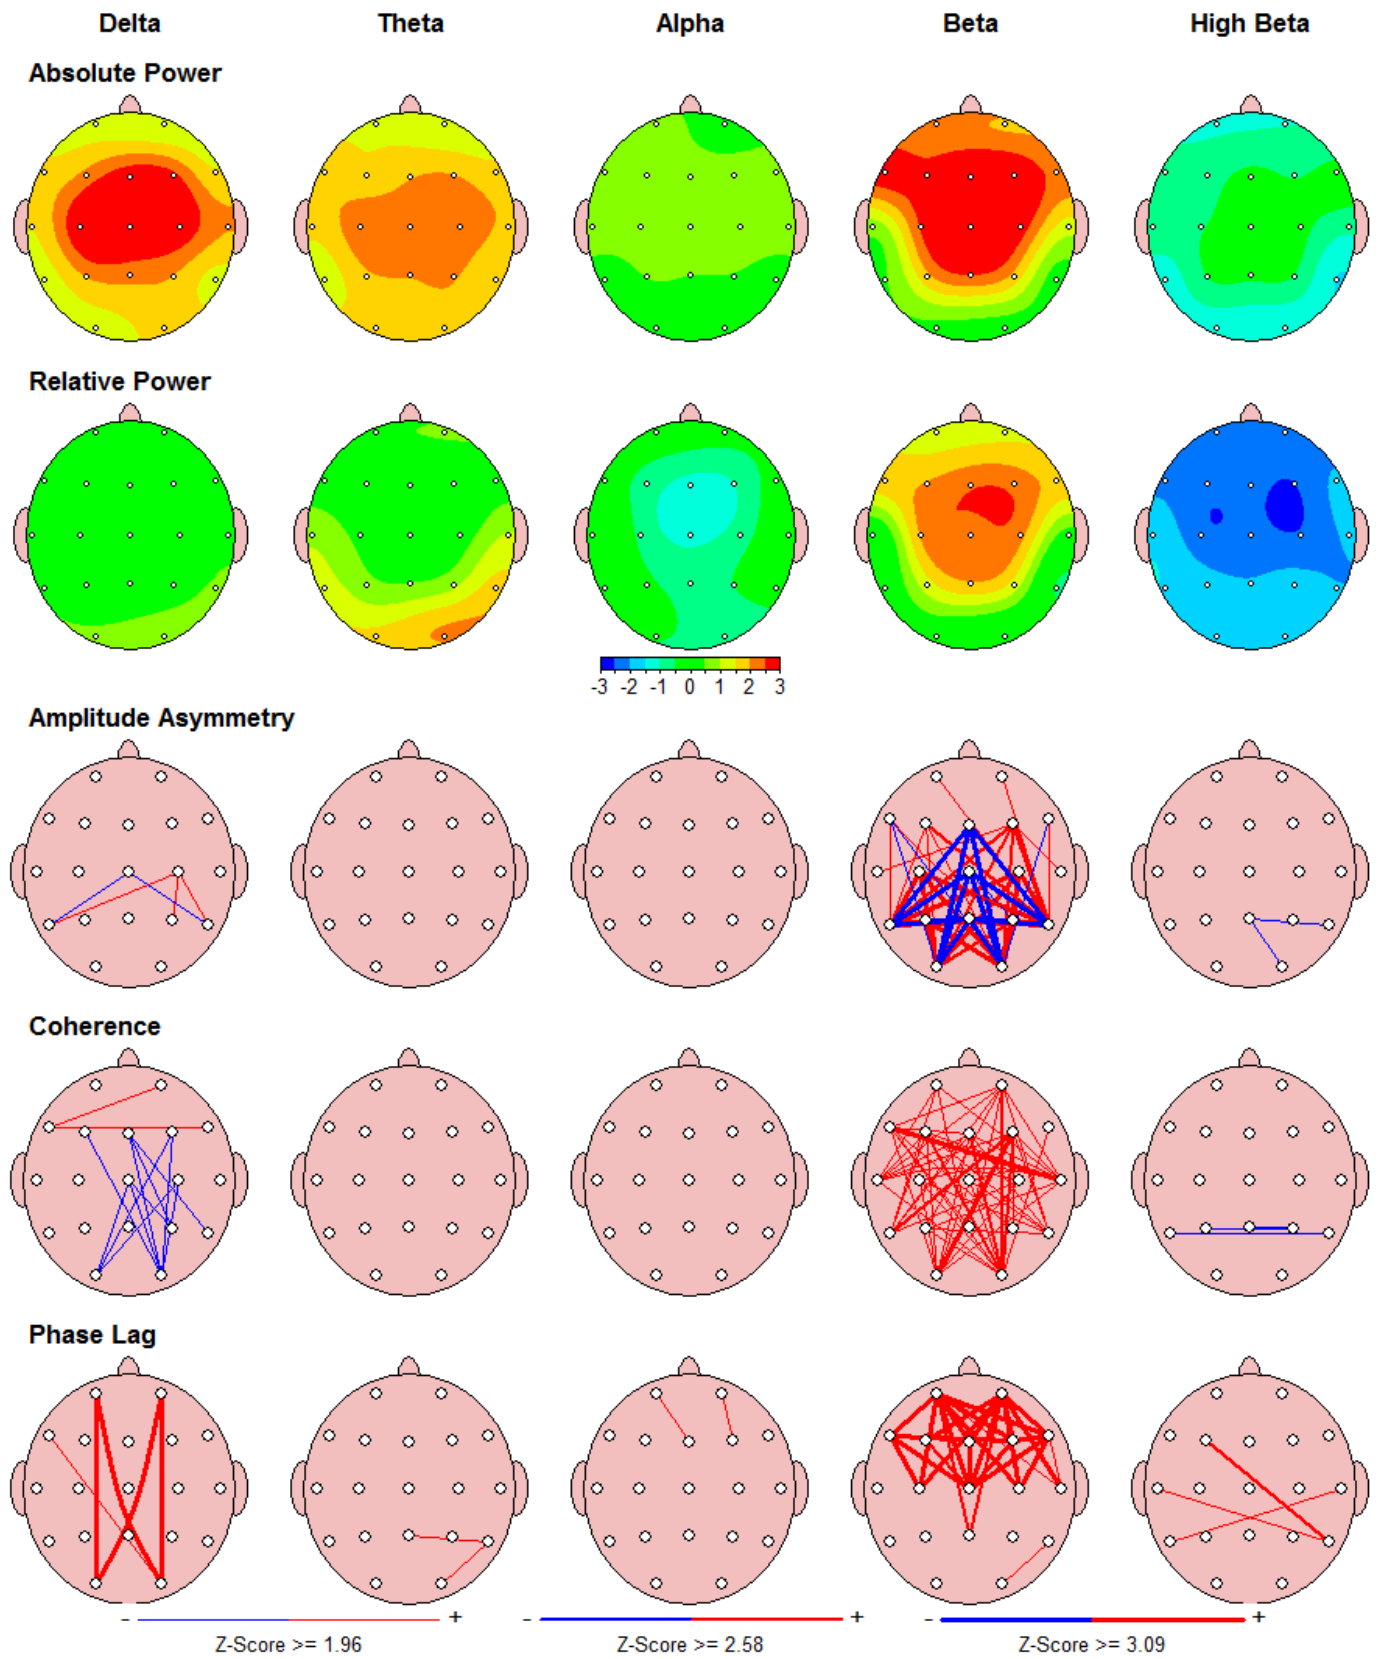 Delta Theta Alpha Beta High Beta
Absolute Power
Relative Power
-3 -2 -1 0 1 2 3
Amplitude Asymmetry
Coherence
Phase Lag
- + - + - +
Z-Score >= 1.96 Z-Score >= 2.58 Z-Score >= 3.09